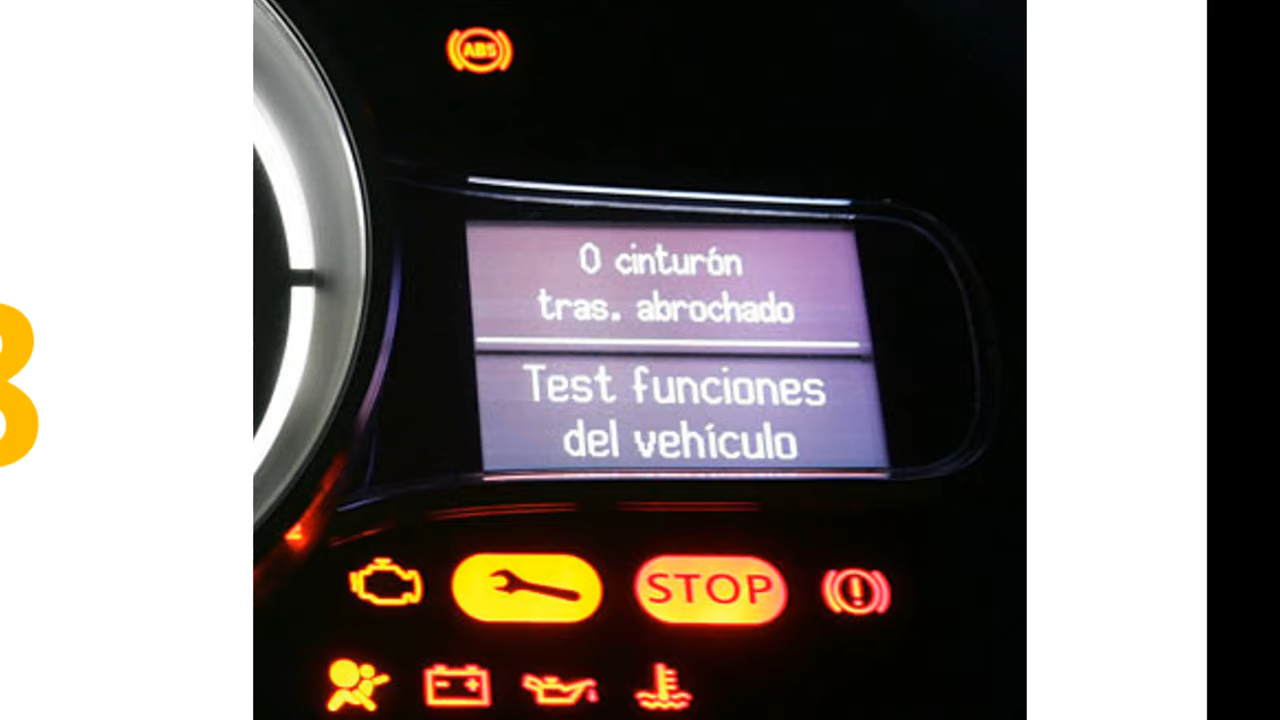 ABS
0 cinturón
tras. abrochado
Test funciones
del vehículo
STOP